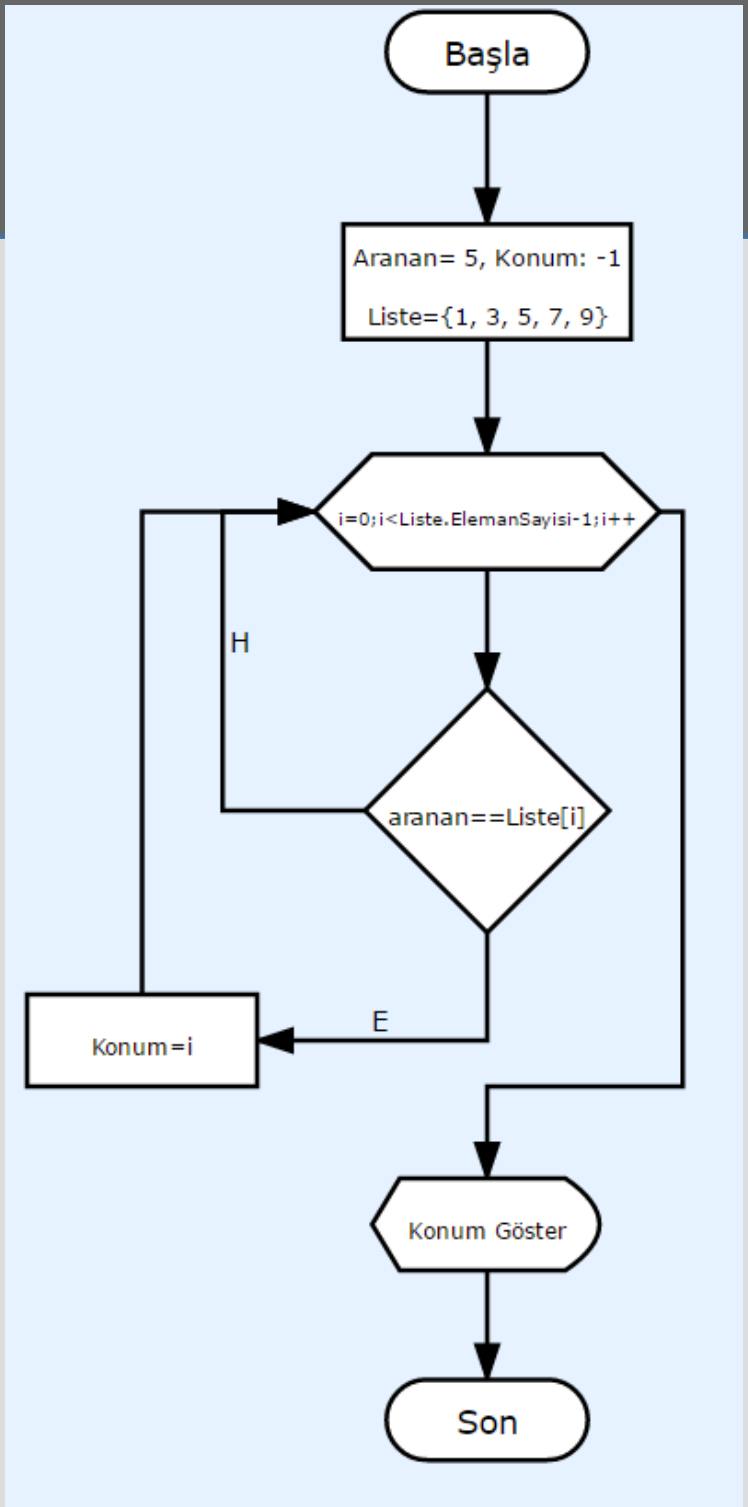 Başla
Aranan= 5, Konum: -1
Liste={1, 3, 5, 7, 9}
i=0;i<Liste.ElemanSayisi-1;i++
H
aranan==Liste[i]
E
Konum=i
Konum Göster
Son